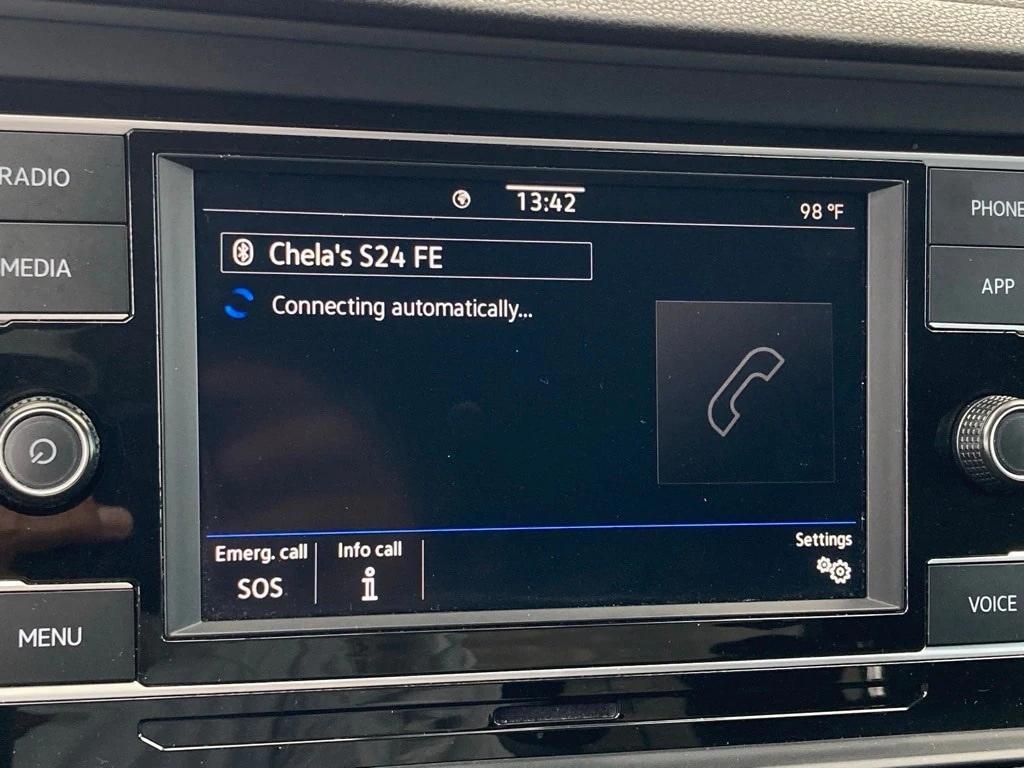 RADIO
MEDIA
MENU
13:42
98 °F
Chela's S24 FE
Connecting automatically...
Emerg. call
SOS
Info call
i
Settings
PHONE
APP
VOICE